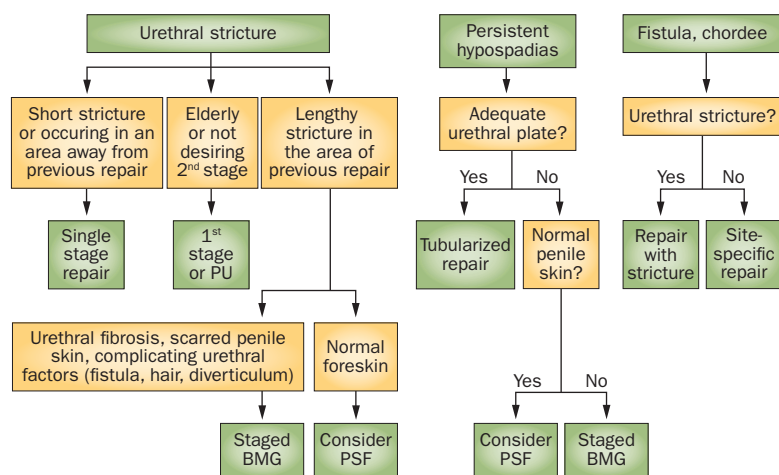 Urethral stricture
Short stricture
or occuring in an
area away from
previous repair
Elderly
or not
desiring
2nd stage
Lengthy
stricture in
the area of
previous repair
Single
stage
repair
1st
stage
or PU
Urethral fibrosis, scarred penile
skin, complicating urethral
factors (fistula, hair, diverticulum)
Normal
foreskin
Staged
BMG
Consider
PSF
Persistent
hypospadias
Adequate
urethral plate?
Yes
No
Tubularized
repair
Normal
penile
skin?
Yes
No
Consider
PSF
Staged
BMG
Fistula, chordee
Urethral stricture?
Yes
No
Repair
with
stricture
Site-
specific
repair